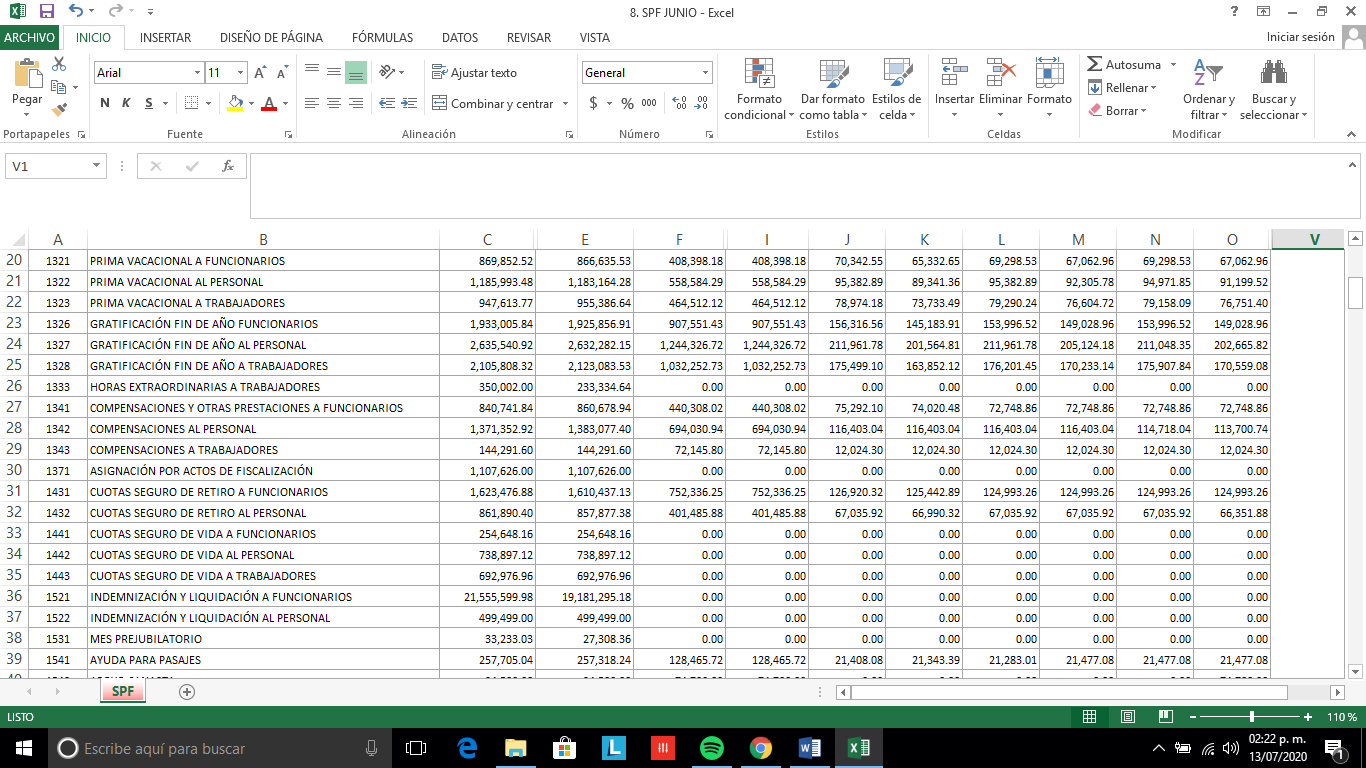 8. SPF JUNIO - Excel
ARCHIVO INICIO INSERTAR DISEÑO DE PÁGINA FÓRMULAS DATOS REVISAR VISTA Iniciar sesión
Pegar
Portapapeles
Arial 11
N K S
Fuente
Ajustar texto
Combinar y centrar
Alineación
General
$ % 000
Número
Formato condicional
Dar formato como tabla
Estilos de celda
Estilos
Insertar Eliminar Formato
Celdas
Autosuma
Rellenar
Borrar
Ordenar y filtrar
Buscar y seleccionar
Modificar
V1 fx
A B C E F I J K L M N O V
20 1321 PRIMA VACACIONAL A FUNCIONARIOS 869,852.52 866,635.53 408,398.18 408,398.18 70,342.55 65,332.65 69,298.53 67,062.96 69,298.53 67,062.96
21 1322 PRIMA VACACIONAL AL PERSONAL 1,185,993.48 1,183,164.28 558,584.29 558,584.29 95,382.89 89,341.36 95,382.89 92,305.78 94,971.85 91,199.52
22 1323 PRIMA VACACIONAL A TRABAJADORES 947,613.77 955,386.64 464,512.12 464,512.12 78,974.18 73,733.49 79,290.24 76,604.72 79,158.09 76,751.40
23 1326 GRATIFICACIÓN FIN DE AÑO FUNCIONARIOS 1,933,005.84 1,925,856.91 907,551.43 907,551.43 156,316.56 145,183.91 153,996.52 149,028.96 153,996.52 149,028.96
24 1327 GRATIFICACIÓN FIN DE AÑO AL PERSONAL 2,635,540.92 2,632,282.15 1,244,326.72 1,244,326.72 211,961.78 201,564.81 211,961.78 205,124.18 211,048.35 202,665.82
25 1328 GRATIFICACIÓN FIN DE AÑO A TRABAJADORES 2,105,808.32 2,123,083.53 1,032,252.73 1,032,252.73 175,499.10 163,852.12 176,201.45 170,233.14 175,907.84 170,559.08
26 1333 HORAS EXTRAORDINARIAS A TRABAJADORES 350,002.00 233,334.64 0.00 0.00 0.00 0.00 0.00 0.00 0.00 0.00
27 1341 COMPENSACIONES Y OTRAS PRESTACIONES A FUNCIONARIOS 840,741.84 860,678.94 440,308.02 440,308.02 75,292.10 74,020.48 72,748.86 72,748.86 72,748.86 72,748.86
28 1342 COMPENSACIONES AL PERSONAL 1,371,352.92 1,383,077.40 694,030.94 694,030.94 116,403.04 116,403.04 116,403.04 116,403.04 114,718.04 113,700.74
29 1343 COMPENSACIONES A TRABAJADORES 144,291.60 144,291.60 72,145.80 72,145.80 12,024.30 12,024.30 12,024.30 12,024.30 12,024.30 12,024.30
30 1371 ASIGNACIÓN POR ACTOS DE FISCALIZACIÓN 1,107,626.00 1,107,626.00 0.00 0.00 0.00 0.00 0.00 0.00 0.00 0.00
31 1431 CUOTAS SEGURO DE RETIRO A FUNCIONARIOS 1,623,476.88 1,610,437.13 752,336.25 752,336.25 126,920.32 125,442.89 124,993.26 124,993.26 124,993.26 124,993.26
32 1432 CUOTAS SEGURO DE RETIRO AL PERSONAL 861,890.40 857,877.38 401,485.88 401,485.88 67,035.92 66,990.32 67,035.92 67,035.92 67,035.92 66,351.88
33 1441 CUOTAS SEGURO DE VIDA A FUNCIONARIOS 254,648.16 254,648.16 0.00 0.00 0.00 0.00 0.00 0.00 0.00 0.00
34 1442 CUOTAS SEGURO DE VIDA AL PERSONAL 738,897.12 738,897.12 0.00 0.00 0.00 0.00 0.00 0.00 0.00 0.00
35 1443 CUOTAS SEGURO DE VIDA A TRABAJADORES 692,976.96 692,976.96 0.00 0.00 0.00 0.00 0.00 0.00 0.00 0.00
36 1521 INDEMNIZACIÓN Y LIQUIDACIÓN A FUNCIONARIOS 21,555,599.98 19,181,295.18 0.00 0.00 0.00 0.00 0.00 0.00 0.00 0.00
37 1522 INDEMNIZACIÓN Y LIQUIDACIÓN AL PERSONAL 499,499.00 499,499.00 0.00 0.00 0.00 0.00 0.00 0.00 0.00 0.00
38 1531 MES PREJUBILATORIO 33,233.03 27,308.36 0.00 0.00 0.00 0.00 0.00 0.00 0.00 0.00
39 1541 AYUDA PARA PASAJES 257,705.04 257,318.24 128,465.72 128,465.72 21,408.08 21,343.39 21,283.01 21,477.08 21,477.08 21,477.08
SPF
LISTO 110 %
Escribe aquí para buscar
02:22 p. m.
13/07/2020